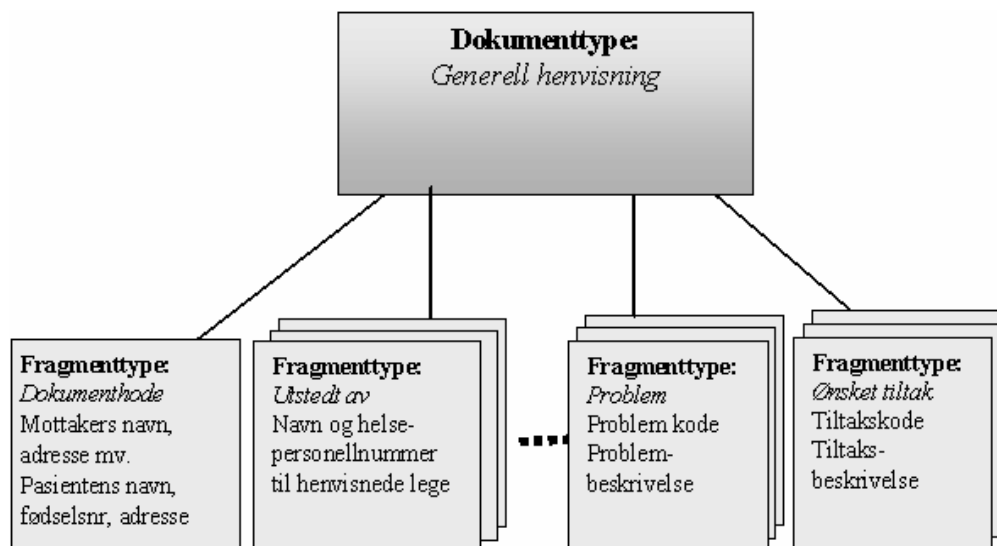 Dokumenttype:
Generell henvisning
Fragmenttype:
Dokumenthode
Mottakers navn,
adresse mv.
Pasientens navn,
fødselsnr, adresse
Fragmenttype:
Utstedt av
Navn og helse-
personellnummer
til henvisnede lege
Fragmenttype:
Problem
Problem kode
Problem-
beskrivelse
Fragmenttype:
Ønsket tiltak
Tiltakskode
Tiltaks-
beskrivelse